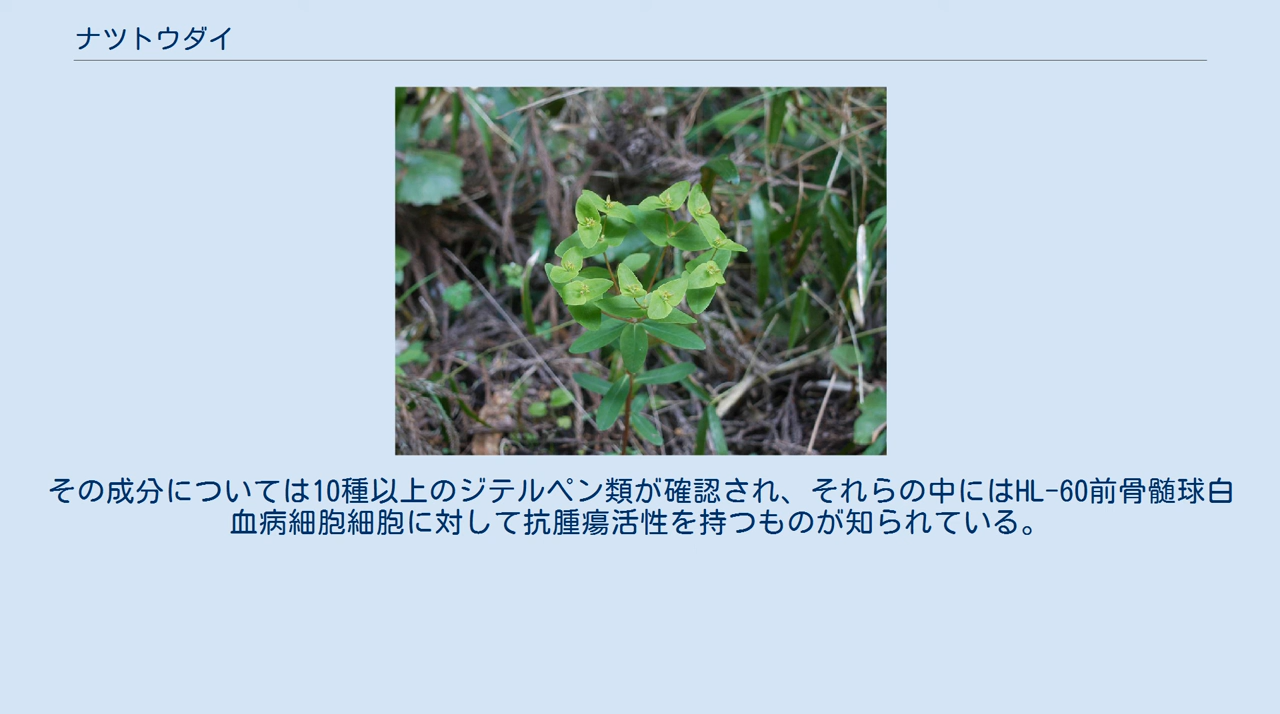 ナツトウダイ
その成分については10種以上のジテルペン類が確認され、それらの中にはHL-60前骨髄球白
血病細胞細胞に対して抗腫瘍活性を持つものが知られている。